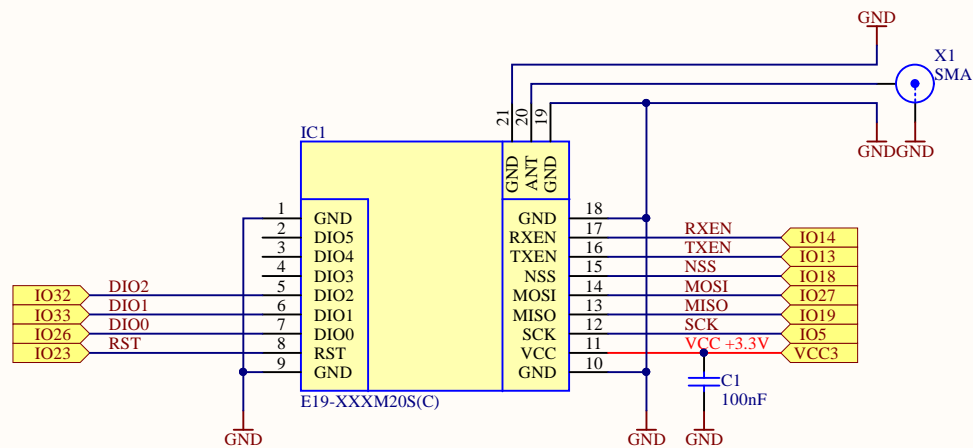 GND
X1
SMA
21
20
19
GND
ANT
GND
GND
GND
IC1
1
GND
GND
18
2
DIO5
RXEN
17
RXEN
IO14
3
DIO4
TXEN
16
TXEN
IO13
4
DIO3
NSS
15
NSS
IO18
IO32
DIO2
5
DIO2
MOSI
14
MOSI
IO27
IO33
DIO1
6
DIO1
MISO
13
MISO
IO19
IO26
DIO0
7
DIO0
SCK
12
SCK
IO5
IO23
RST
8
RST
VCC
11
VCC +3.3V
VCC3
9
GND
GND
10
C1
100nF
E19-XXXM20S(C)
GND
GND
GND